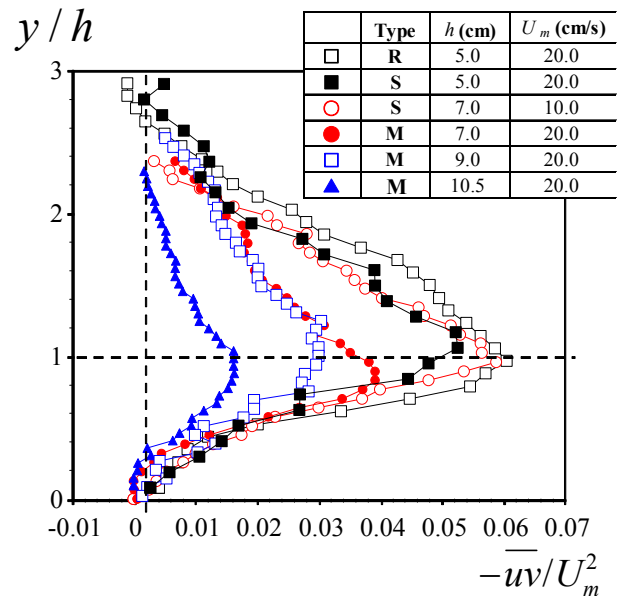 y / h
Type h (cm) U_m (cm/s)
R 5.0 20.0
S 5.0 20.0
S 7.0 10.0
M 7.0 20.0
M 9.0 20.0
M 10.5 20.0
3
2
1
0
-0.01 0 0.01 0.02 0.03 0.04 0.05 0.06 0.07
$-\overline{uv}/U_m^2$